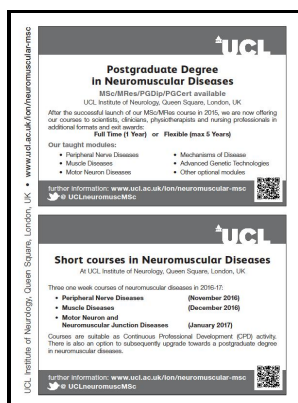 UCL Institute of Neurology, Queen Square, London, UK • www.ucl.ac.uk/ion/neuromuscular-msc
UCL
Postgraduate Degree
in Neuromuscular Diseases
MSc/MRes/PGDip/PGCert available
UCL Institute of Neurology, Queen Square, London, UK
After the successful launch of our MSc/MRes course in 2015, we are now offering
our courses to scientists, clinicians, physiotherapists and nursing professionals in
additional formats and exit awards:
Full Time (1 Year) or Flexible (max 5 Years)
Our taught modules:
• Peripheral Nerve Diseases
• Muscle Diseases
• Motor Neuron Diseases
• Mechanisms of Disease
• Advanced Genetic Technologies
• Other optional modules
further information: www.ucl.ac.uk/ion/neuromuscular-msc
@ UCLneuromuscMSc
UCL
Short courses in Neuromuscular Diseases
At UCL Institute of Neurology, Queen Square, London, UK
Three one week courses of neuromuscular diseases in 2016-17:
• Peripheral Nerve Diseases (November 2016)
• Muscle Diseases (December 2016)
• Motor Neuron and
Neuromuscular Junction Diseases (January 2017)
Courses are suitable as Continuous Professional Development (CPD) activity.
There is also an option to subsequently upgrade towards a postgraduate degree
in neuromuscular diseases.
further information: www.ucl.ac.uk/ion/neuromuscular-msc
@ UCLneuromuscMSc